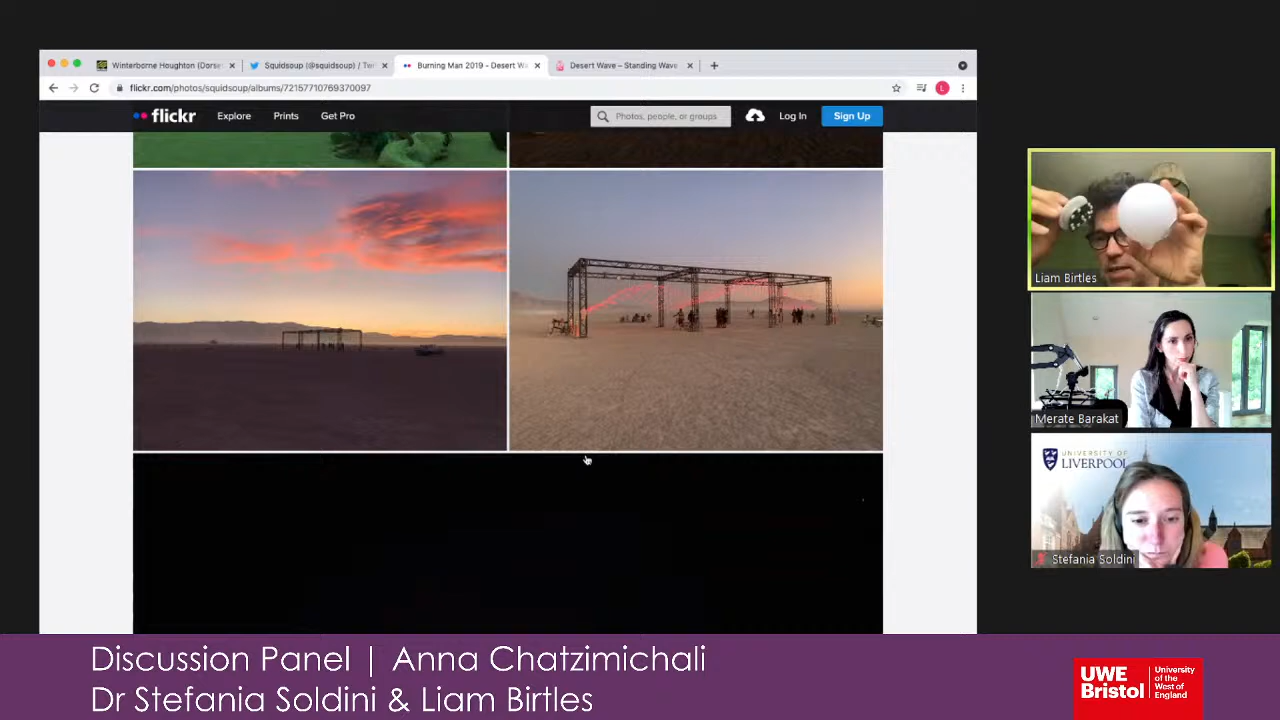 Winterborne Houghton (Dorse
Squidsoup (@squidsoup) / Tw
Burning Man 2019 - Desert W
Desert Wave – Standing Wave
flickr.com/photos/squidsoup/albums/72157710769370097
L
flickr
Explore
Prints
Get Pro
Photos, people, or groups
Log In
Sign Up
Liam Birtles
Merate Barakat
UNIVERSITY OF
LIVERPOOL
Stefania Soldini
Discussion Panel | Anna Chatzimichali
Dr Stefania Soldini & Liam Birtles
UWE
Bristol
University
of the
West of
England